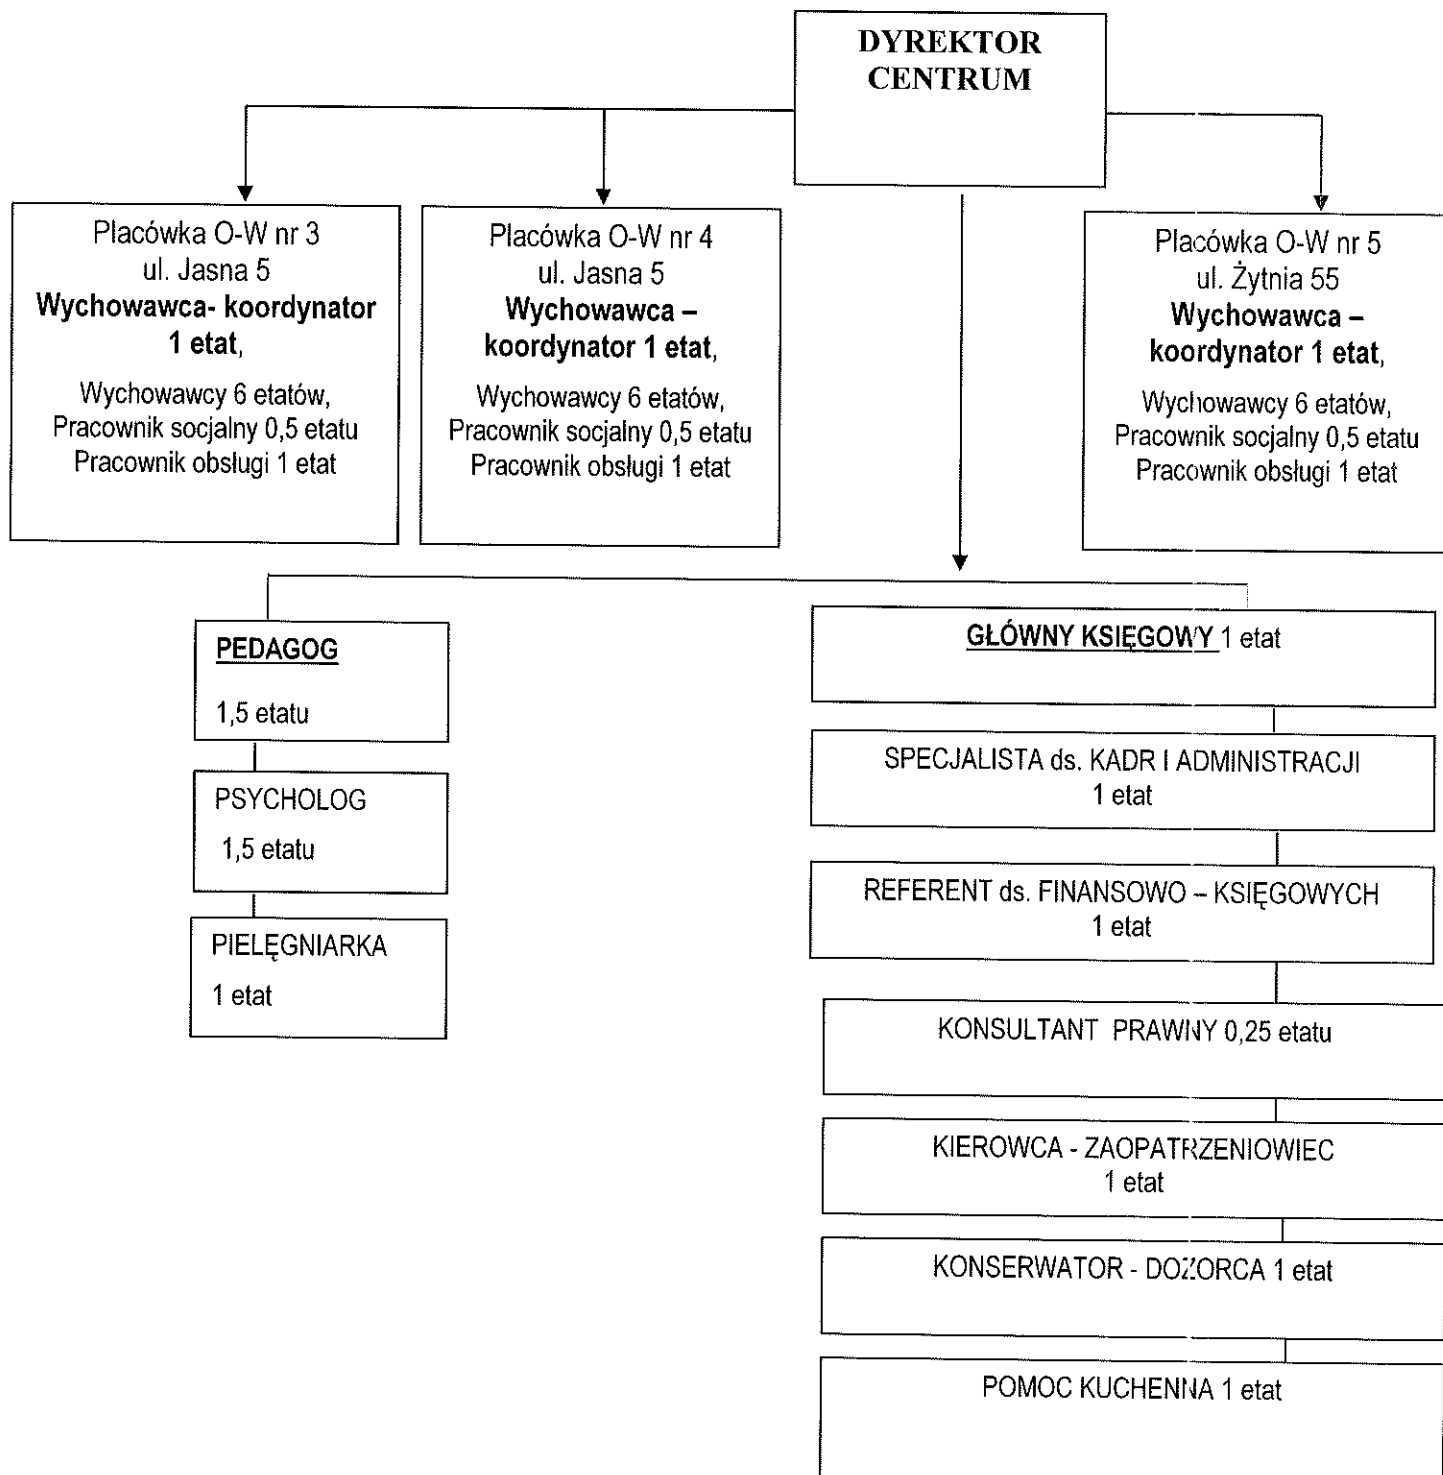 DYREKTOR
CENTRUM
Placówka O-W nr 3
ul. Jasna 5
Wychowawca- koordynator
1 etat,
Wychowawcy 6 etatów,
Pracownik socjalny 0,5 etatu
Pracownik obsługi 1 etat
Placówka O-W nr 4
ul. Jasna 5
Wychowawca –
koordynator 1 etat,
Wychowawcy 6 etatów,
Pracownik socjalny 0,5 etatu
Pracownik obsługi 1 etat
Placówka O-W nr 5
ul. Żytnia 55
Wychowawca –
koordynator 1 etat,
Wychowawcy 6 etatów,
Pracownik socjalny 0,5 etatu
Pracownik obsługi 1 etat
PEDAGOG
1,5 etatu
PSYCHOLOG
1,5 etatu
PIELĘGNIARKA
1 etat
GŁÓWNY KSIĘGOWY 1 etat
SPECJALISTA ds. KADR I ADMINISTRACJI
1 etat
REFERENT ds. FINANSOWO – KSIĘGOWYCH
1 etat
KONSULTANT PRAWNY 0,25 etatu
KIEROWCA - ZAOPATRZENIOWIEC
1 etat
KONSERWATOR - DOZORCA 1 etat
POMOC KUCHENNA 1 etat